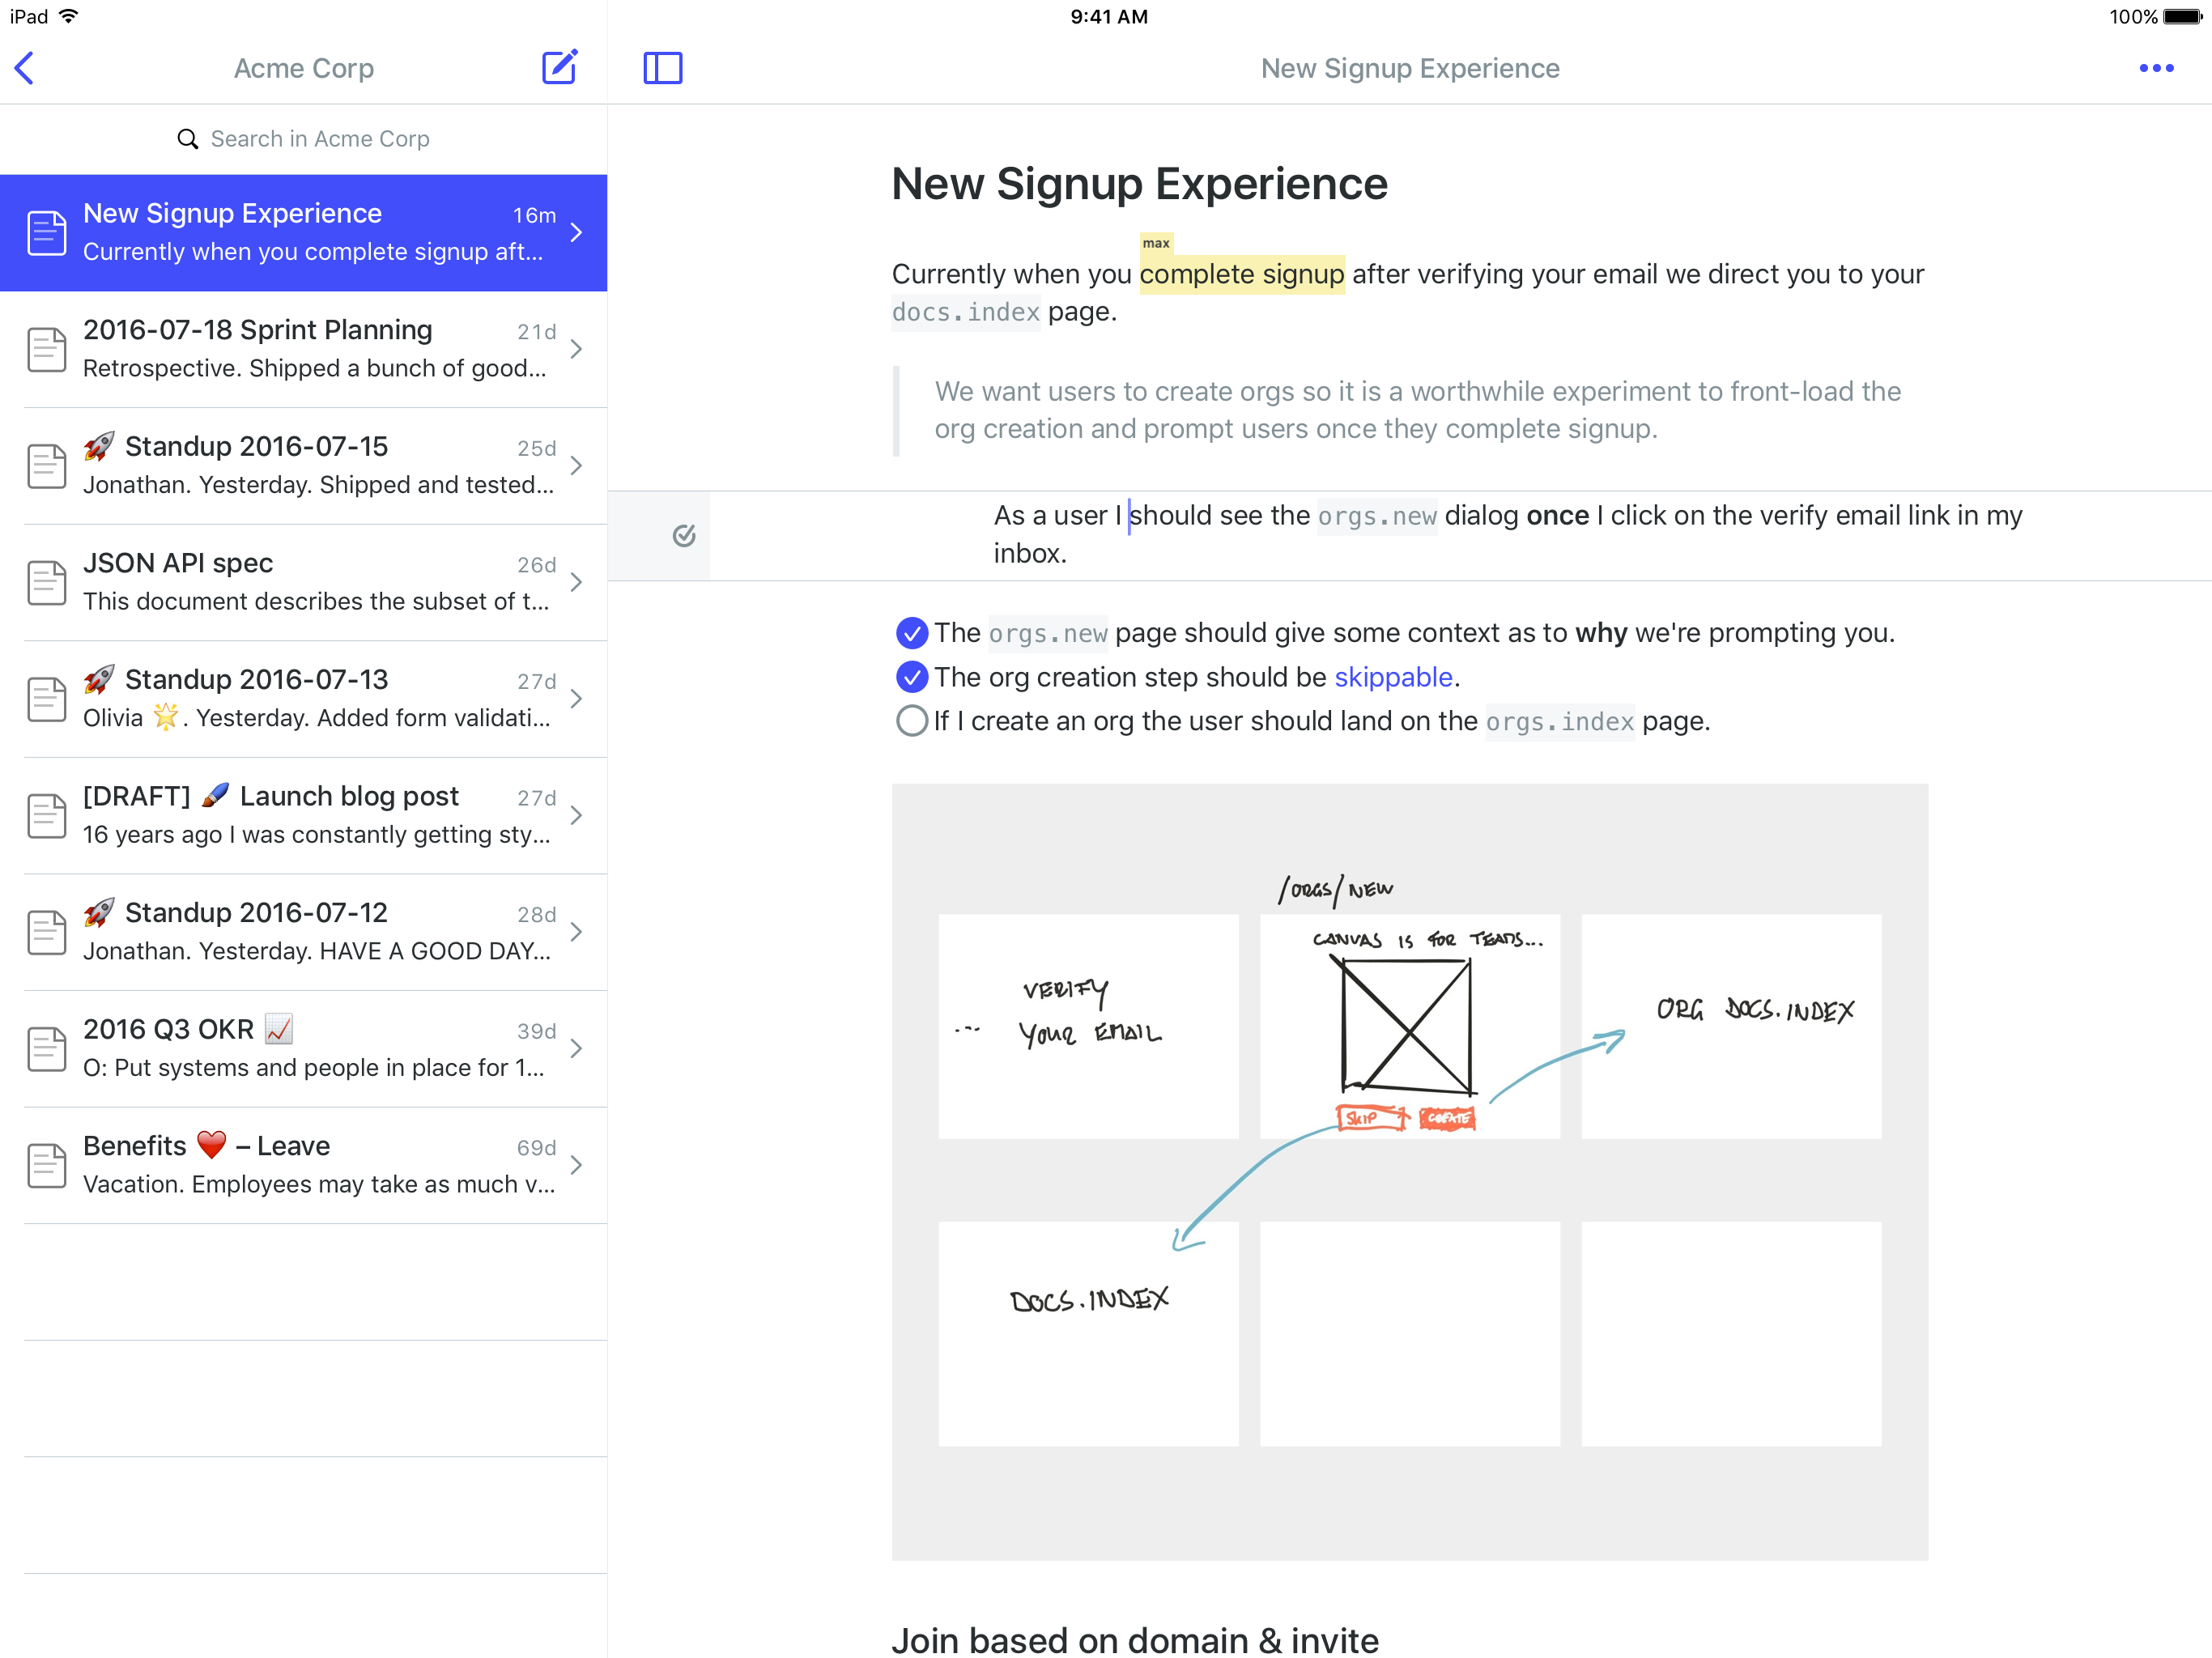 iPad
9:41 AM
100%
Acme Corp
Search in Acme Corp
New Signup Experience
16m
Currently when you complete signup aft...
2016-07-18 Sprint Planning
21d
Retrospective. Shipped a bunch of good...
🚀 Standup 2016-07-15
25d
Jonathan. Yesterday. Shipped and tested...
JSON API spec
26d
This document describes the subset of t...
🚀 Standup 2016-07-13
27d
Olivia 🌟. Yesterday. Added form validati...
[DRAFT] 🖌 Launch blog post
27d
16 years ago I was constantly getting sty...
🚀 Standup 2016-07-12
28d
Jonathan. Yesterday. HAVE A GOOD DAY...
2016 Q3 OKR 📈
39d
O: Put systems and people in place for 1...
Benefits ❤️ – Leave
69d
Vacation. Employees may take as much v...
New Signup Experience
New Signup Experience
max
Currently when you complete signup after verifying your email we direct you to your
docs.index page.
We want users to create orgs so it is a worthwhile experiment to front-load the
org creation and prompt users once they complete signup.
As a user I should see the orgs.new dialog once I click on the verify email link in my
inbox.
The orgs.new page should give some context as to why we're prompting you.
The org creation step should be skippable.
If I create an org the user should land on the orgs.index page.
/ORGS/NEW
CANVAS IS FOR TEAMS...
... VERIFY
YOUR EMAIL
SKIP
CREATE
ORG DOCS.INDEX
DOCS.INDEX
Join based on domain & invite